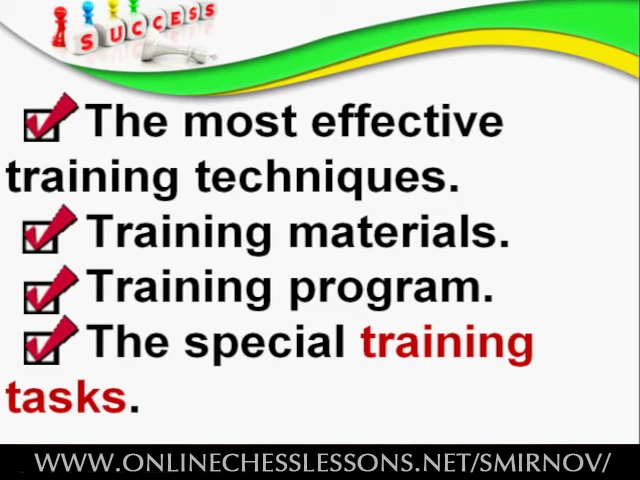 SUCCESS
The most effective
training techniques.
Training materials.
Training program.
The special training
tasks.
WWW.ONLINECHESSLESSONS.NET/SMIRNOV/